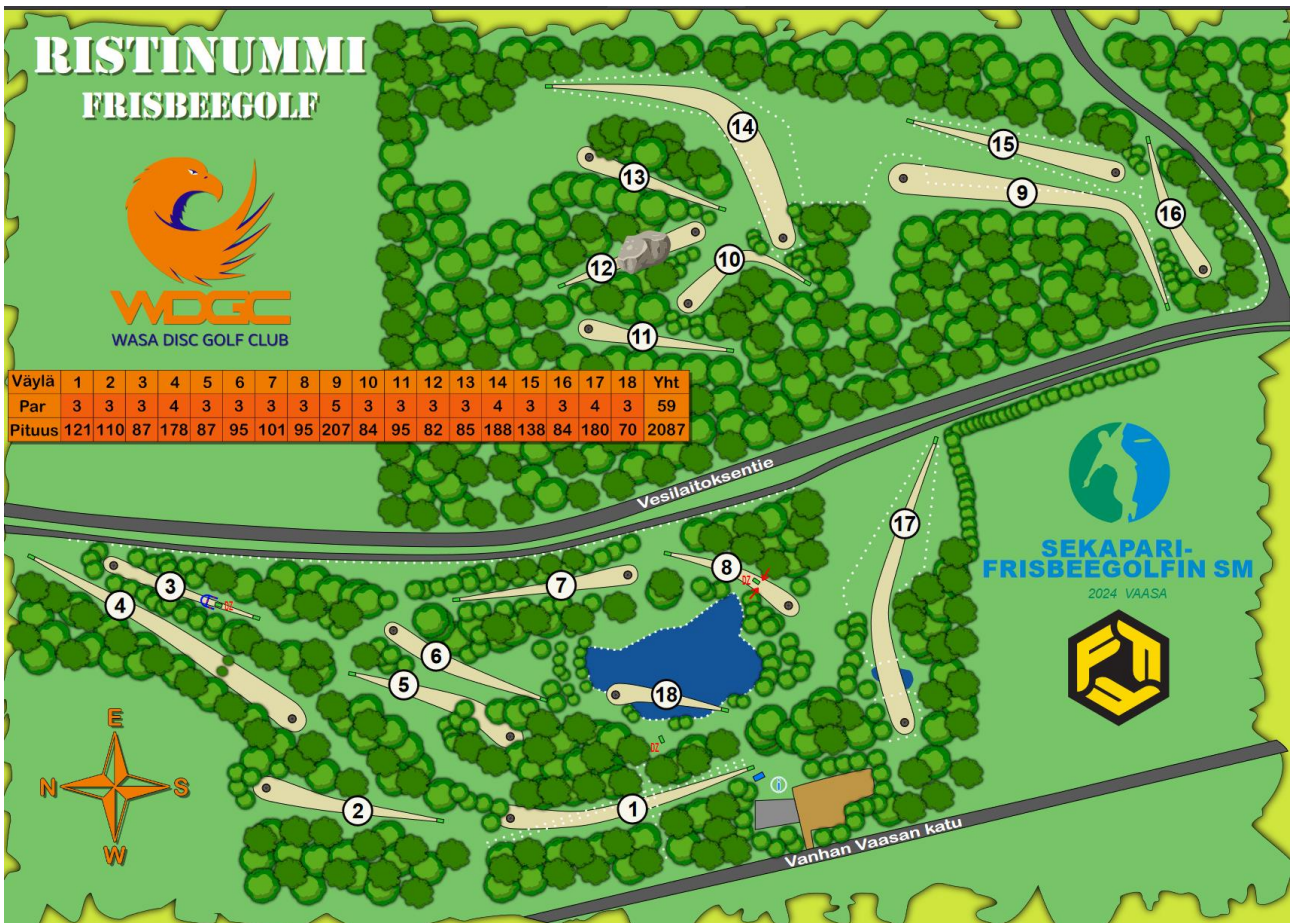 RISTINUMMI
FRISBEEGOLF
WDGC
WASA DISC GOLF CLUB
Väylä 1 2 3 4 5 6 7 8 9 10 11 12 13 14 15 16 17 18 Yht
Par 3 3 3 4 3 3 3 3 5 3 3 3 3 4 3 3 4 3 59
Pituus 121 110 87 178 87 95 101 95 207 84 95 82 85 188 138 84 180 70 2087
14
15
13
9
16
12
10
11
Vesilaitoksentie
17
SEKAPARI-
FRISBEEGOLFIN SM
2024 VAASA
8
DZ
7
3
DZ
4
6
5
18
DZ
E
N S
W
2
1
i
Vanhan Vaasan katu